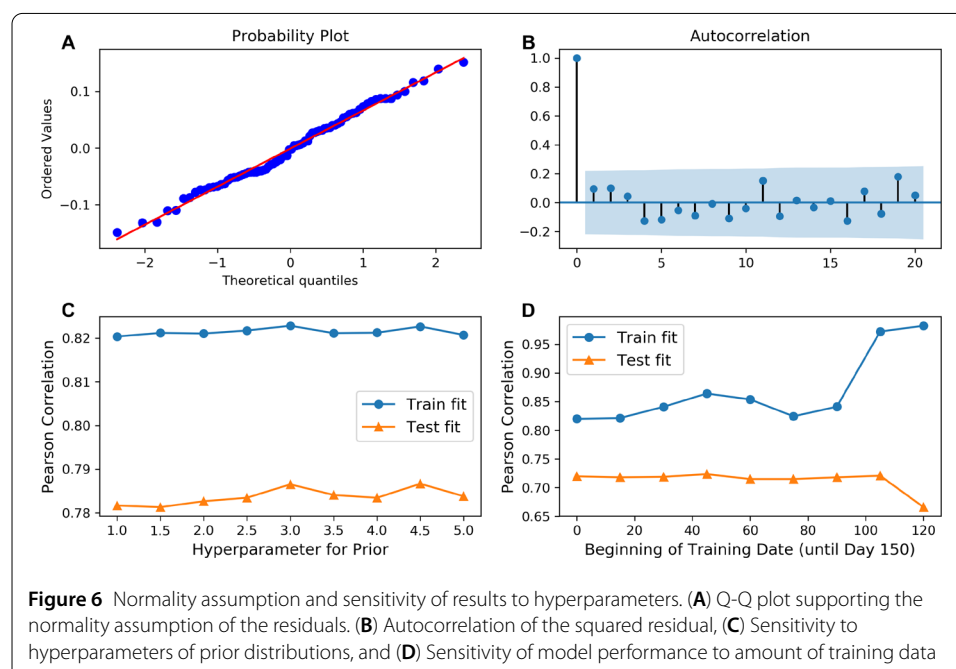 A
Probability Plot
Ordered Values
0.1
0.0
−0.1
−2
−1
0
1
2
Theoretical quantiles
B
Autocorrelation
1.0
0.8
0.6
0.4
0.2
0.0
−0.2
0
5
10
15
20
C
Pearson Correlation
0.82
0.81
0.80
0.79
0.78
Train fit
Test fit
1.0 1.5 2.0 2.5 3.0 3.5 4.0 4.5 5.0
Hyperparameter for Prior
D
Pearson Correlation
0.95
0.90
0.85
0.80
0.75
0.70
0.65
Train fit
Test fit
0 20 40 60 80 100 120
Beginning of Training Date (until Day 150)
Figure 6 Normality assumption and sensitivity of results to hyperparameters. (A) Q-Q plot supporting the
normality assumption of the residuals. (B) Autocorrelation of the squared residual, (C) Sensitivity to
hyperparameters of prior distributions, and (D) Sensitivity of model performance to amount of training data